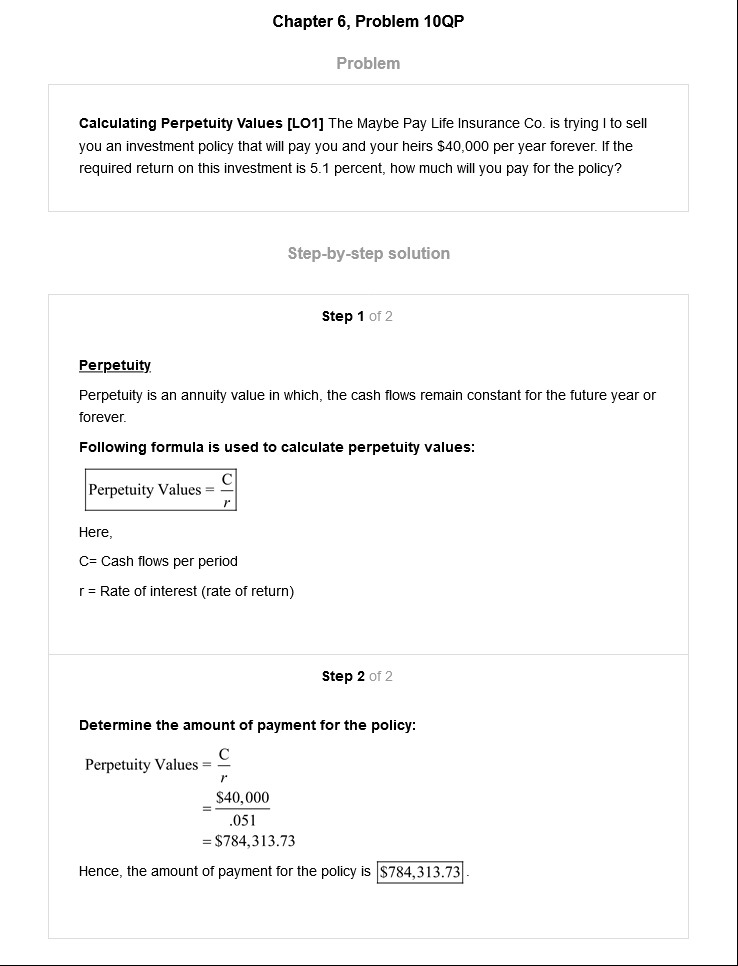 Chapter 6, Problem 10QP
Problem
Calculating Perpetuity Values [LO1] The Maybe Pay Life Insurance Co. is trying I to sell
you an investment policy that will pay you and your heirs $40,000 per year forever. If the
required return on this investment is 5.1 percent, how much will you pay for the policy?
Step-by-step solution
Step 1 of 2
Perpetuity
Perpetuity is an annuity value in which, the cash flows remain constant for the future year or
forever.
Following formula is used to calculate perpetuity values:
Perpetuity Values = C
r
Here,
C= Cash flows per period
r = Rate of interest (rate of return)
Step 2 of 2
Determine the amount of payment for the policy:
Perpetuity Values = C
r
= $40,000
.051
= $784,313.73
Hence, the amount of payment for the policy is $784,313.73.